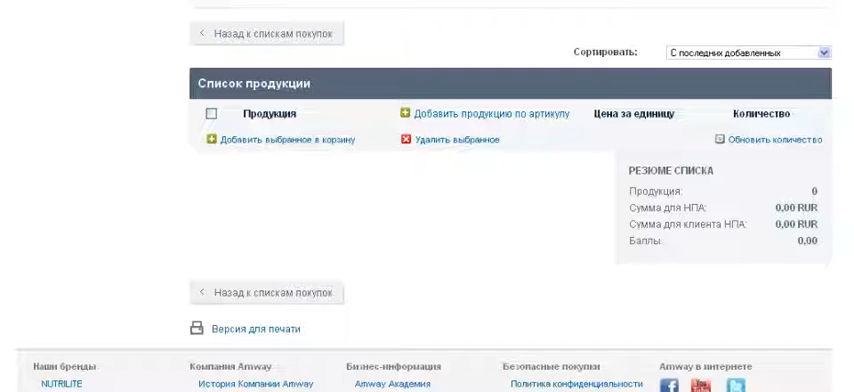 < Назад к спискам покупок
Сортировать: С последних добавленных
Список продукции
Продукция Добавить продукцию по артикулу Цена за единицу Количество
Добавить выбранное в корзину Удалить выбранное Обновить количество
РЕЗЮМЕ СПИСКА
Продукция: 0
Сумма для НПА: 0,00 RUR
Сумма для клиента НПА: 0,00 RUR
Баллы: 0,00
< Назад к спискам покупок
Версия для печати
Наши бренды Компания Amway Бизнес-информация Безопасные покупки Amway в интернете
NUTRILITE История Компании Amway Amway Академия Политика конфиденциальности